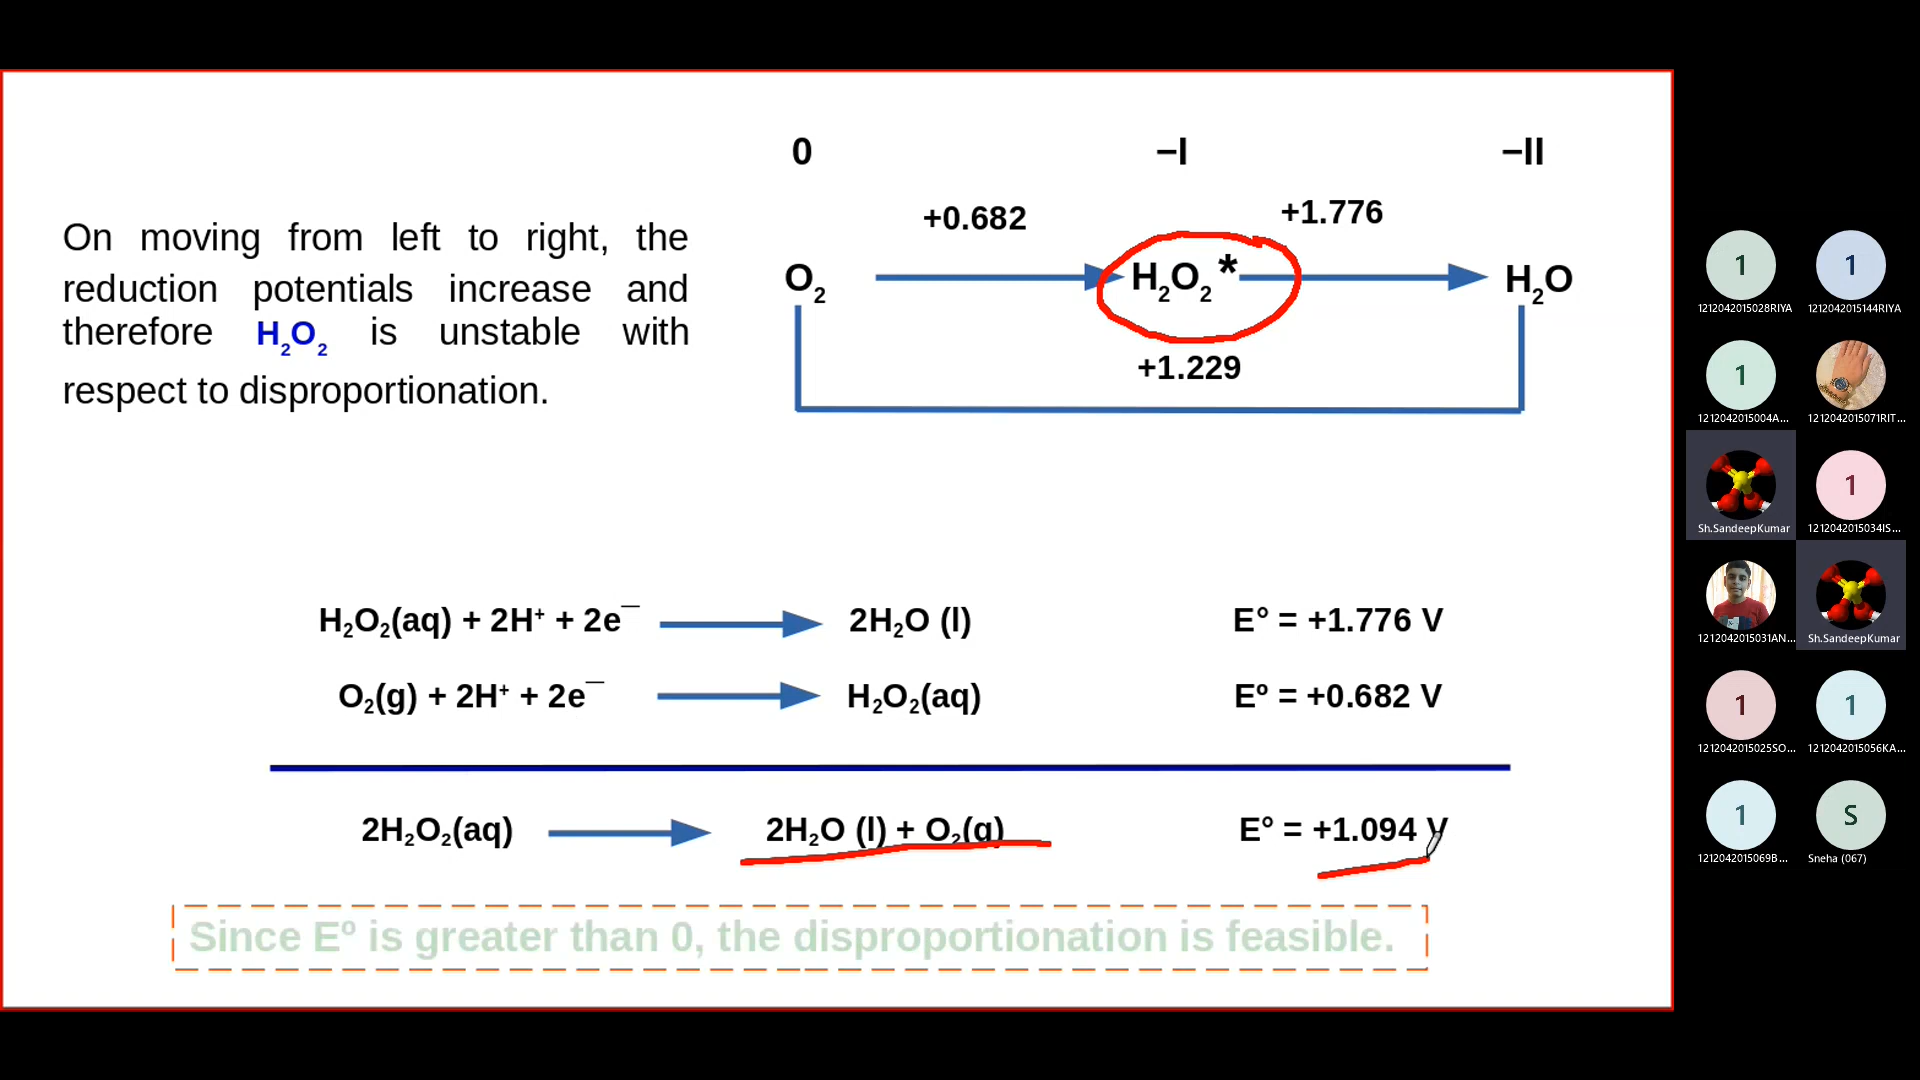 0 –I –II
+0.682 +1.776
O₂ H₂O₂* H₂O
+1.229
On moving from left to right, the
reduction potentials increase and
therefore H₂O₂ is unstable with
respect to disproportionation.
H₂O₂(aq) + 2H⁺ + 2e¯ 2H₂O (l) E° = +1.776 V
O₂(g) + 2H⁺ + 2e¯ H₂O₂(aq) Eº = +0.682 V
2H₂O₂(aq) 2H₂O (l) + O₂(g) E° = +1.094 V
Since Eº is greater than 0, the disproportionation is feasible.
1 1
1212042015028RIYA 1212042015144RIYA
1
1212042015004A... 1212042015071RIT...
1
Sh.SandeepKumar 1212042015034IS...
1212042015031AN... Sh.SandeepKumar
1 1
1212042015025SO... 1212042015056KA...
1 S
1212042015069B... Sneha (067)